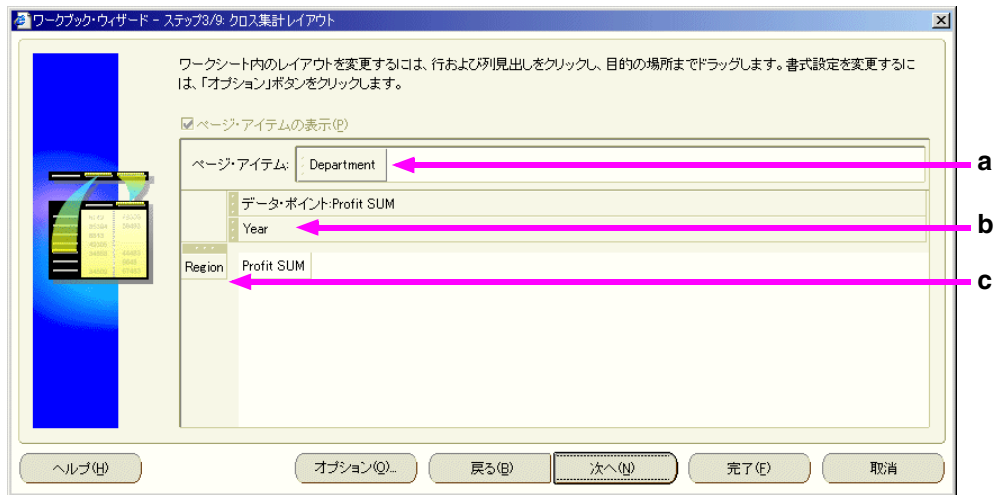 ワークブック・ウィザード - ステップ3/9: クロス集計レイアウト
ワークシート内のレイアウトを変更するには、行および列見出しをクリックし、目的の場所までドラッグします。書式設定を変更するに
は、「オプション」ボタンをクリックします。
ページ・アイテムの表示(P)
ページ・アイテム: Department
a
データ・ポイント:Profit SUM
Year
b
Region Profit SUM
c
ヘルプ(H) オプション(O)... 戻る(B) 次へ(N) 完了(F) 取消